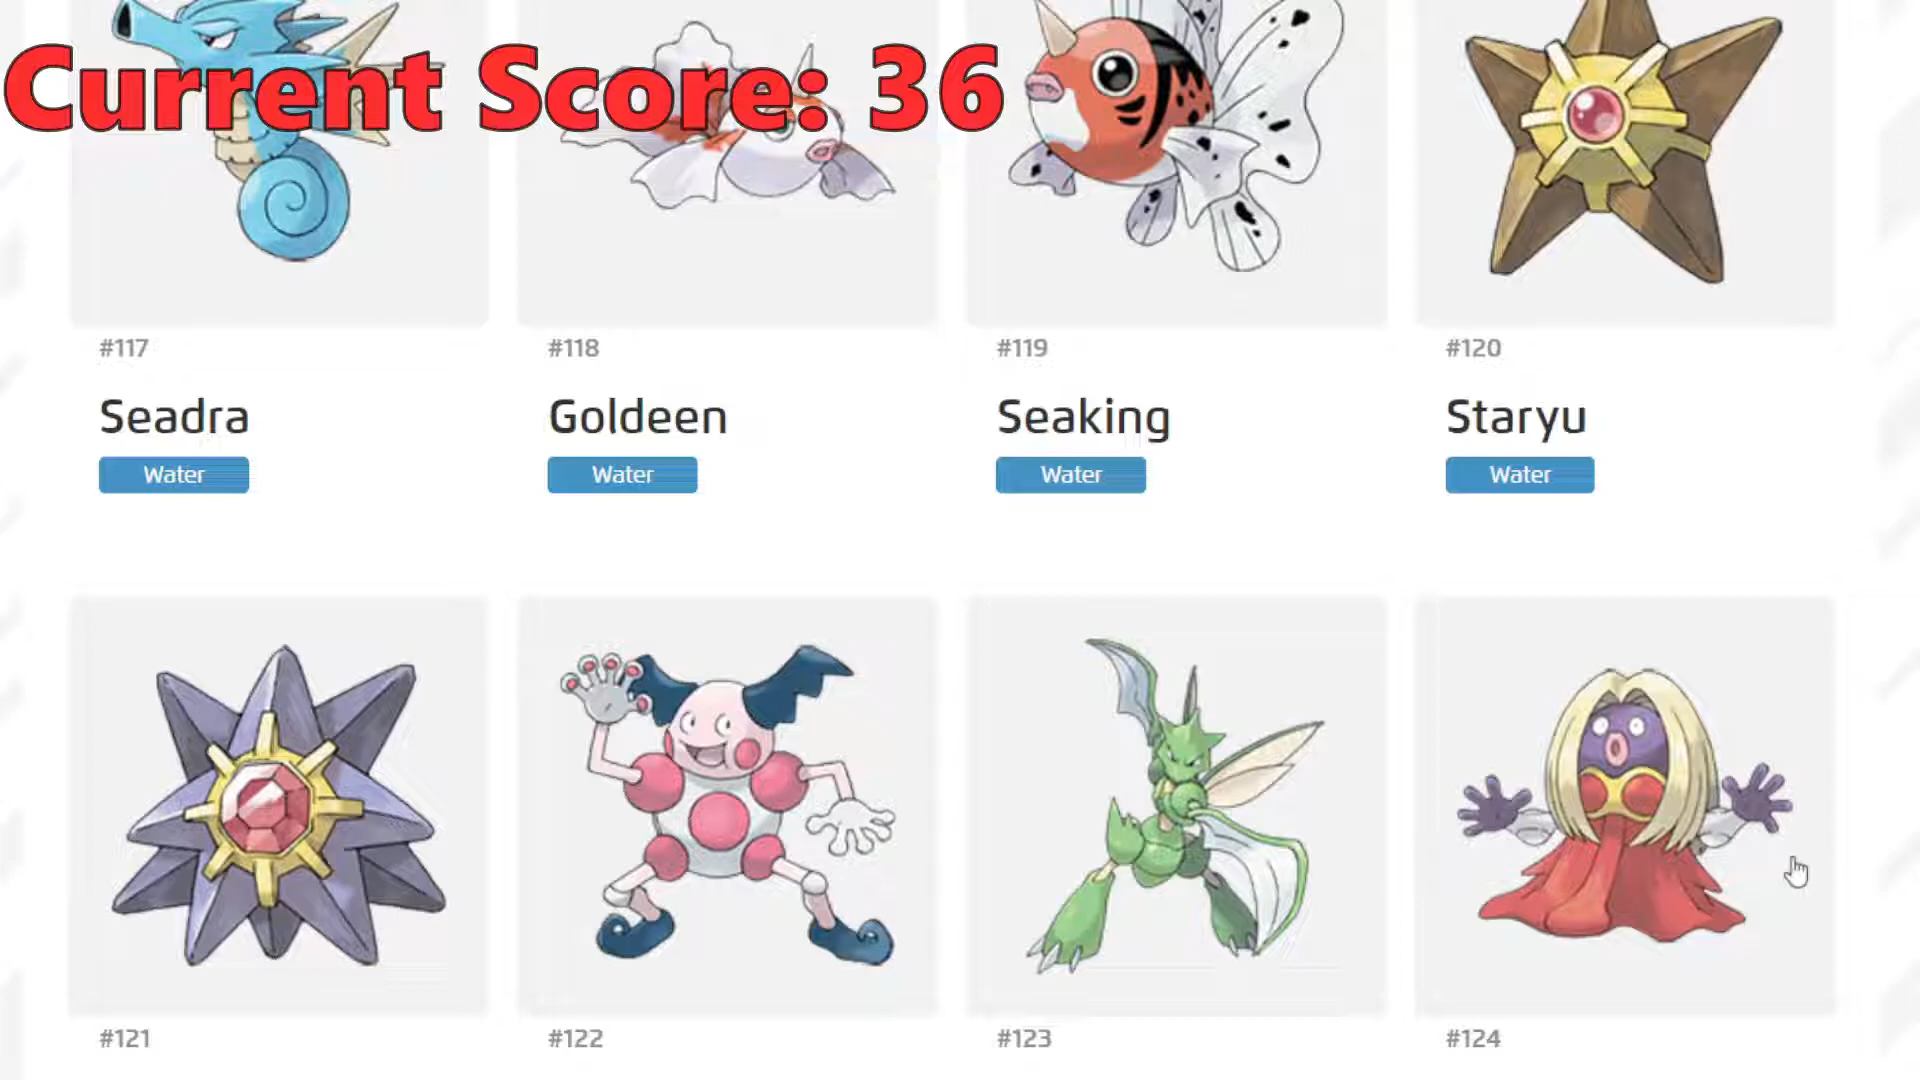 Current Score: 36
#117
#118
#119
#120
Seadra
Goldeen
Seaking
Staryu
Water
Water
Water
Water
#121
#122
#123
#124